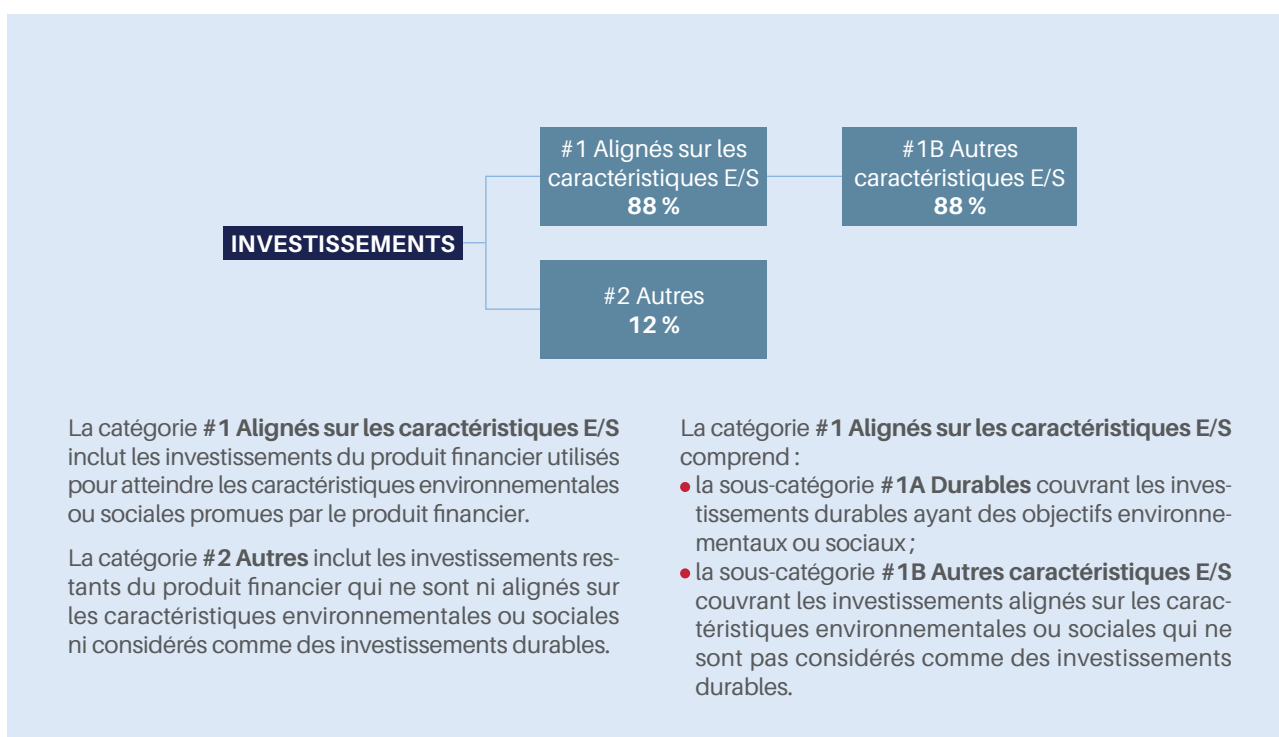 #1 Alignés sur les
caractéristiques E/S
88 %
#1B Autres
caractéristiques E/S
88 %
INVESTISSEMENTS
#2 Autres
12 %
La catégorie #1 Alignés sur les caractéristiques E/S
inclut les investissements du produit financier utilisés
pour atteindre les caractéristiques environnementales
ou sociales promues par le produit financier.
La catégorie #2 Autres inclut les investissements res-
tants du produit financier qui ne sont ni alignés sur
les caractéristiques environnementales ou sociales
ni considérés comme des investissements durables.
La catégorie #1 Alignés sur les caractéristiques E/S
comprend :
• la sous-catégorie #1A Durables couvrant les inves-
tissements durables ayant des objectifs environne-
mentaux ou sociaux ;
• la sous-catégorie #1B Autres caractéristiques E/S
couvrant les investissements alignés sur les carac-
téristiques environnementales ou sociales qui ne
sont pas considérés comme des investissements
durables.